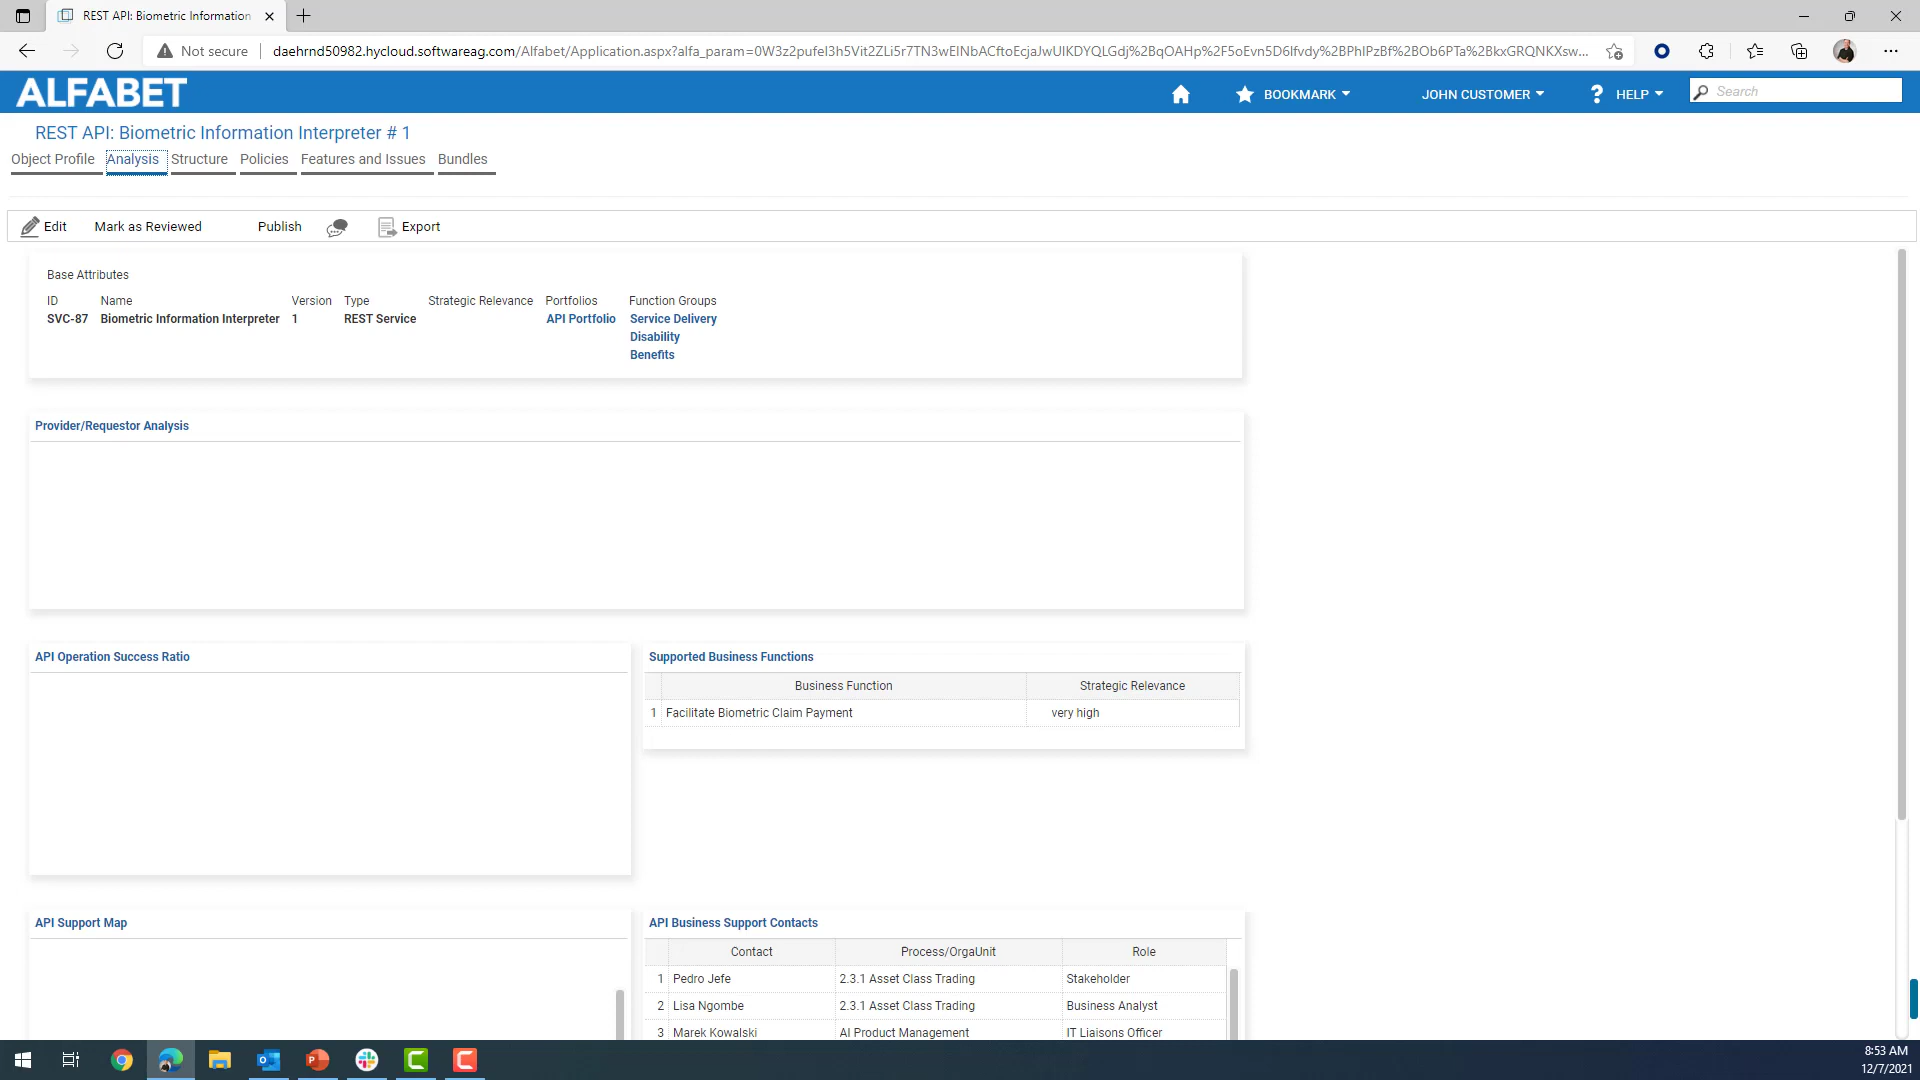 REST API: Biometric Information
Not secure daehrnd50982.hycloud.softwareag.com/Alfabet/Application.aspx?alfa_param=
ALFABET
BOOKMARK JOHN CUSTOMER ? HELP Search
REST API: Biometric Information Interpreter # 1
Object Profile Analysis Structure Policies Features and Issues Bundles
Edit Mark as Reviewed Publish Export
Base Attributes
ID Name Version Type Strategic Relevance Portfolios Function Groups
SVC-87 Biometric Information Interpreter 1 REST Service API Portfolio Service Delivery
Disability
Benefits
Provider/Requestor Analysis
API Operation Success Ratio
Supported Business Functions
Business Function Strategic Relevance
1 Facilitate Biometric Claim Payment very high
API Support Map
API Business Support Contacts
Contact Process/OrgaUnit Role
1 Pedro Jefe 2.3.1 Asset Class Trading Stakeholder
2 Lisa Ngombe 2.3.1 Asset Class Trading Business Analyst
3 Marek Kowalski AI Product Management IT Liaisons Officer
8:53 AM
12/7/2021